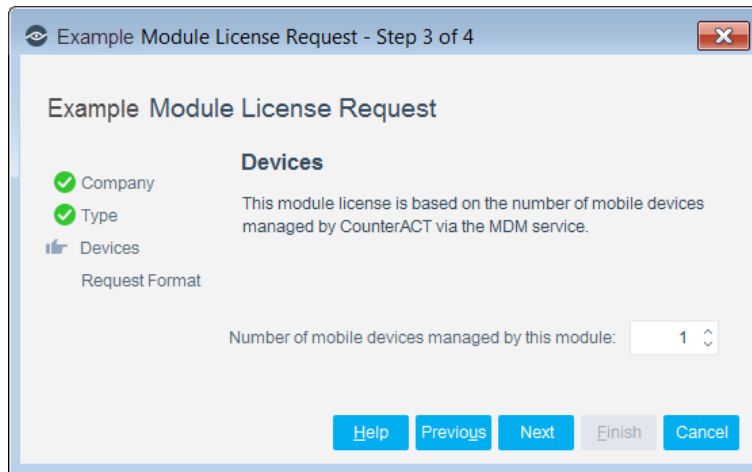 Example Module License Request - Step 3 of 4
Example Module License Request
Company
Type
Devices
Request Format
Devices
This module license is based on the number of mobile devices
managed by CounterACT via the MDM service.
Number of mobile devices managed by this module: 1
Help Previous Next Finish Cancel